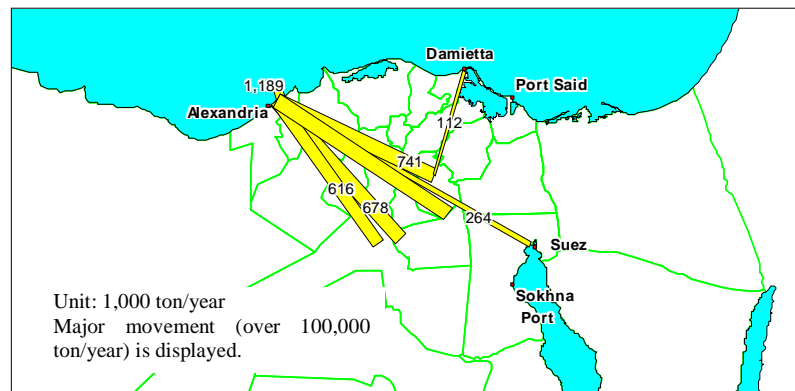 Damietta
1,189
Port Said
Alexandria
112
741
616
678
264
Suez
Sokhna
Port
Unit: 1,000 ton/year
Major movement (over 100,000
ton/year) is displayed.